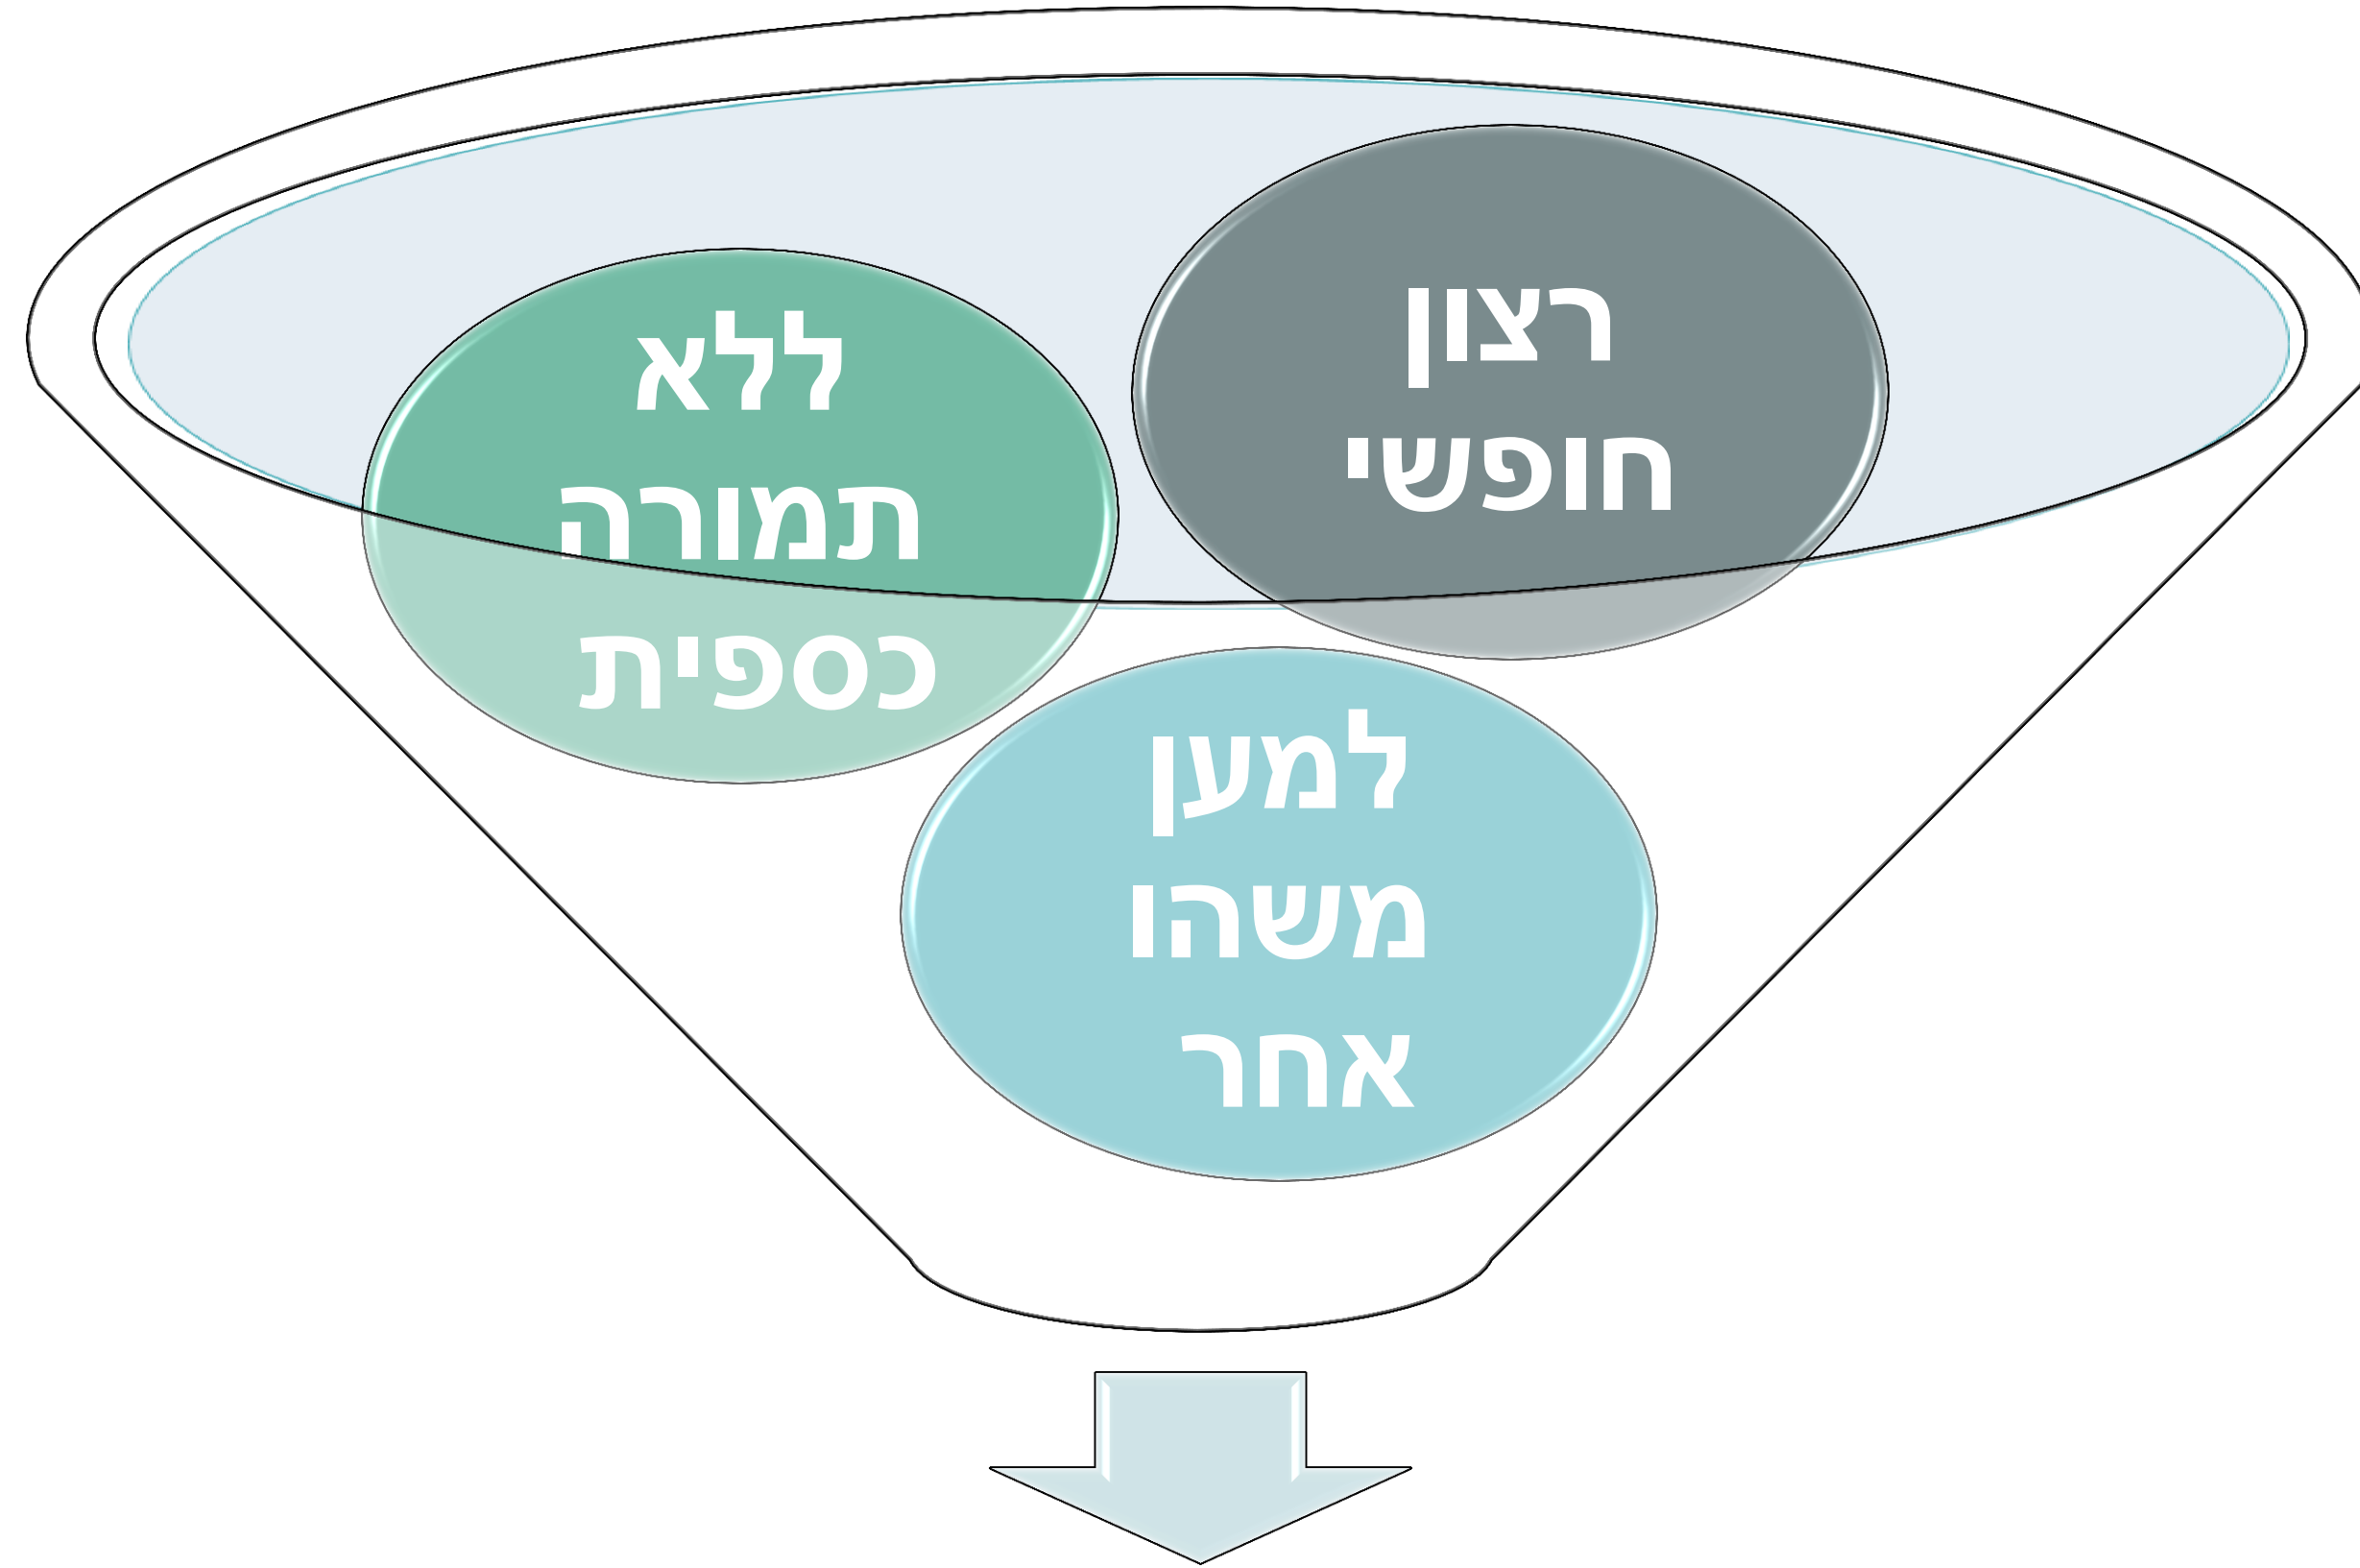 רצון
חופשי
ללא
תמורה
כספית
למען
משהו
אחר